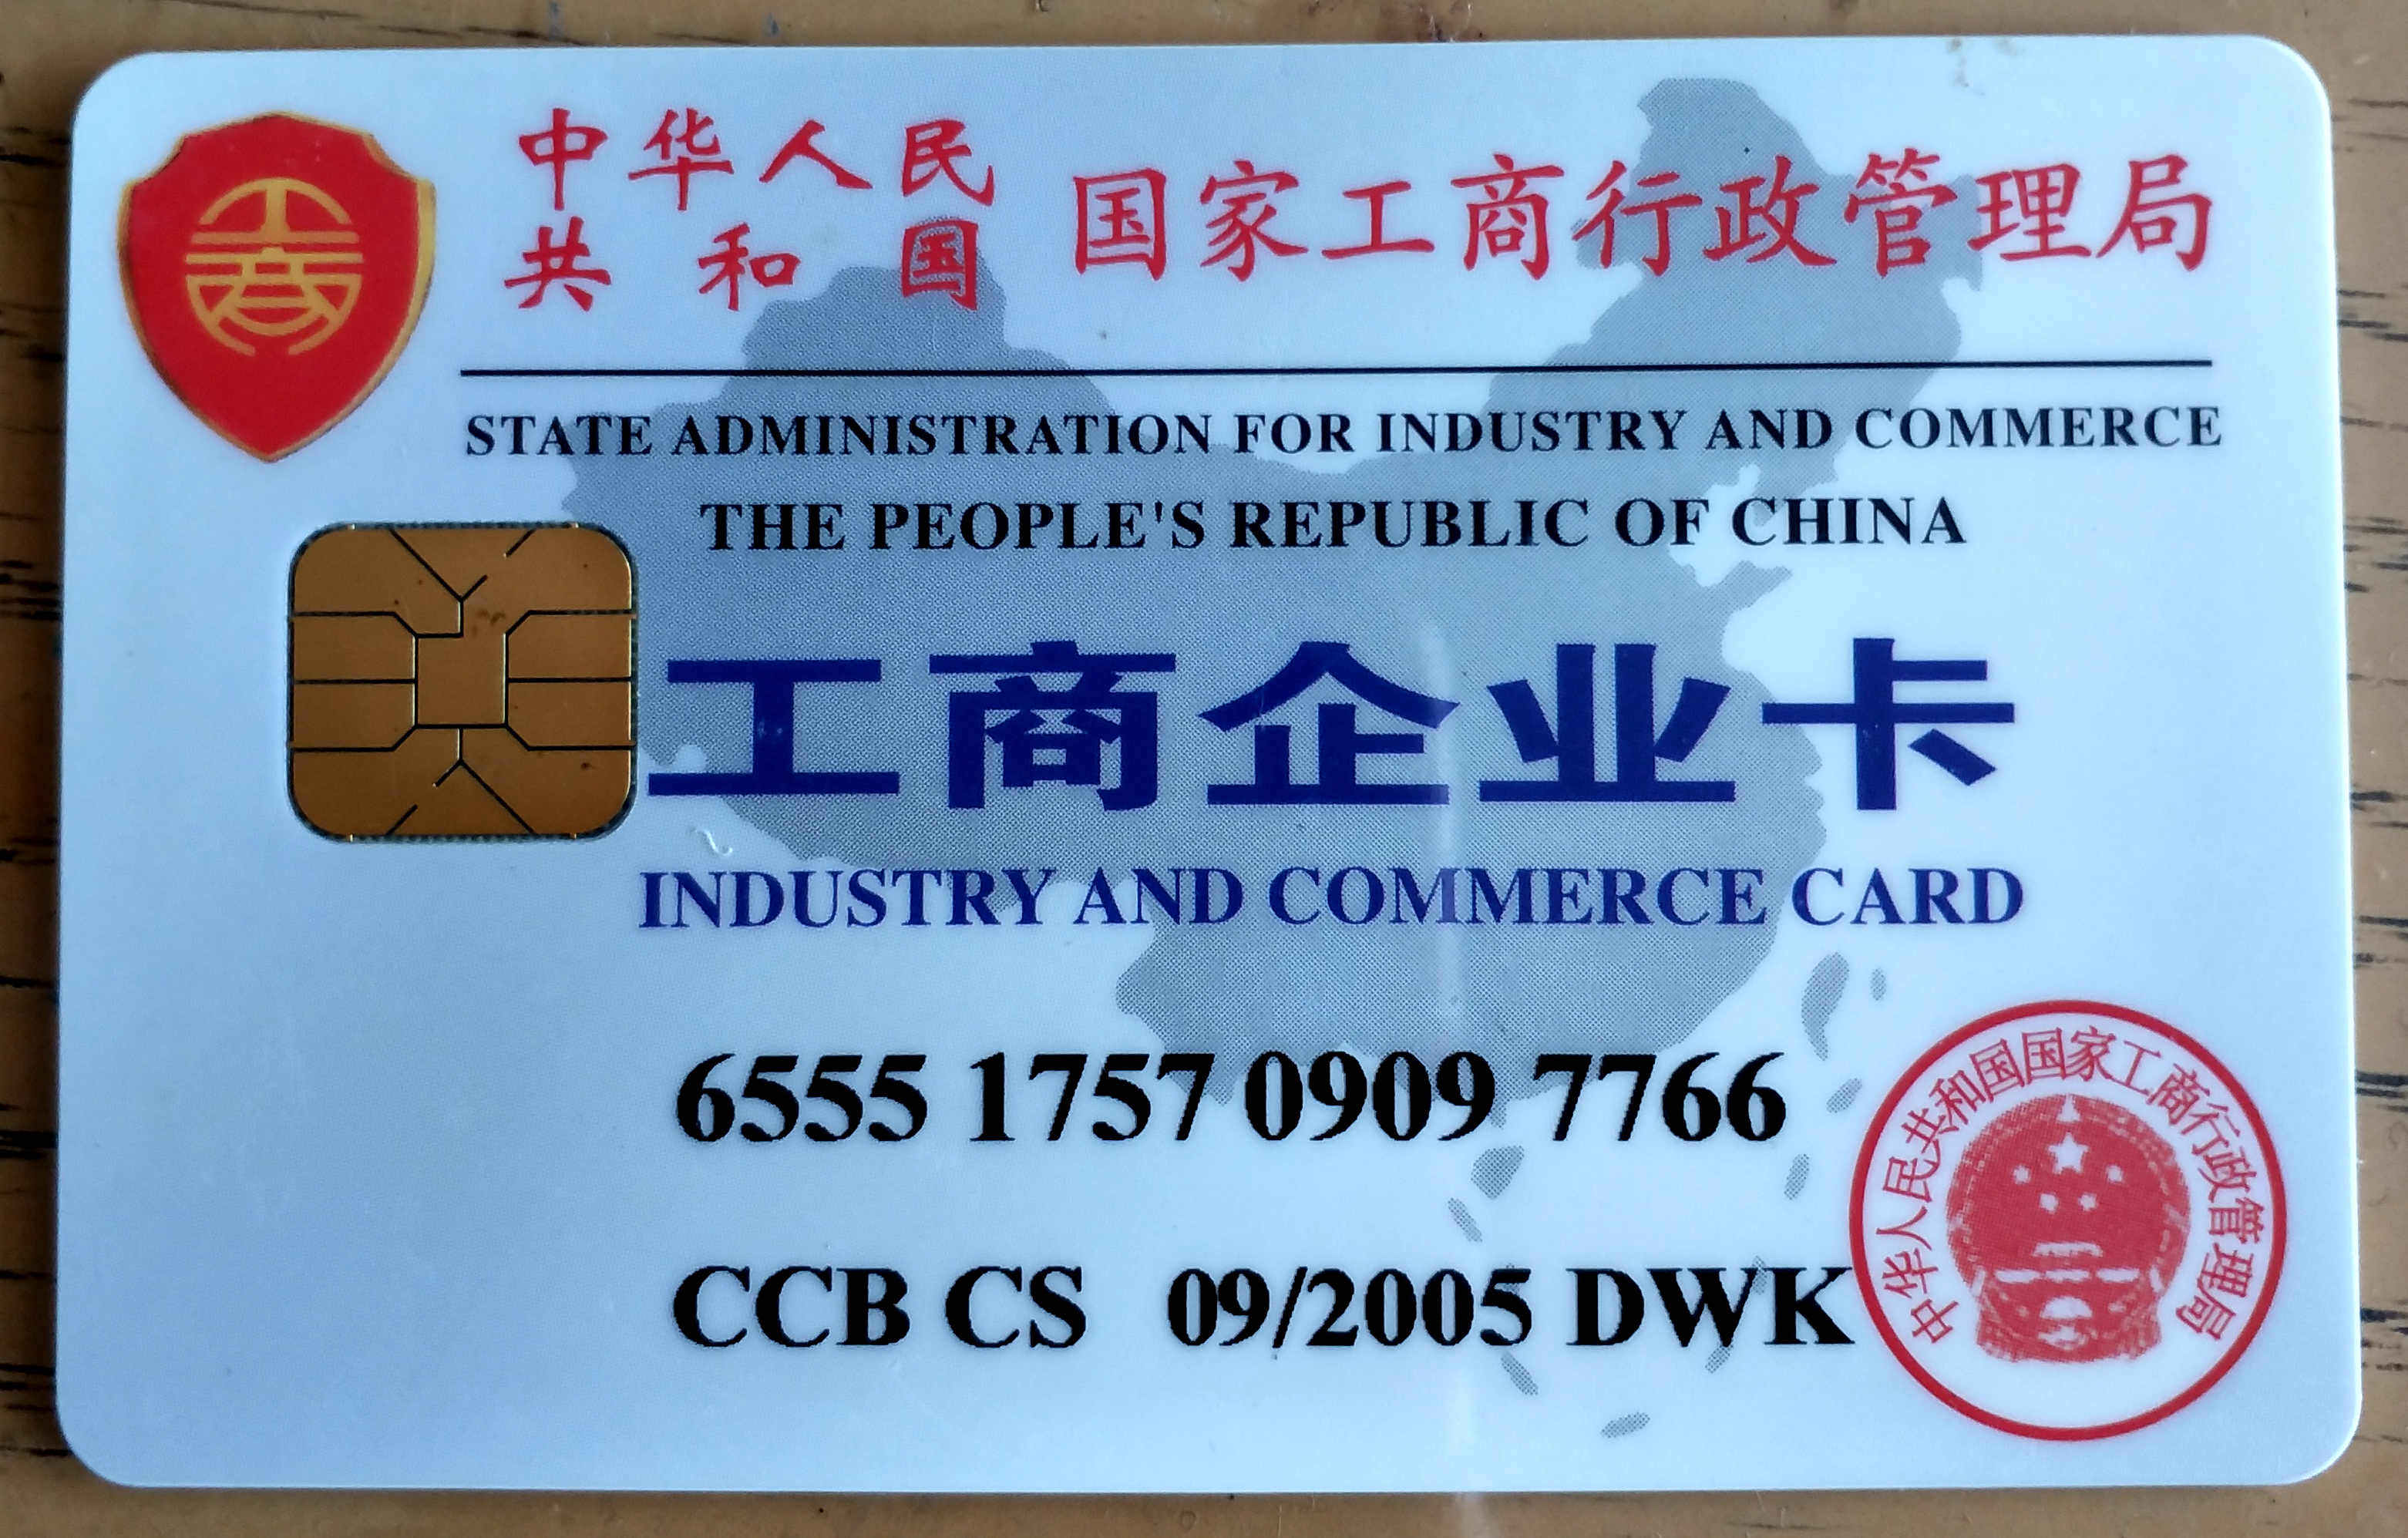 中华人民
共和国
国家工商行政管理局
STATE ADMINISTRATION FOR INDUSTRY AND COMMERCE
THE PEOPLE'S REPUBLIC OF CHINA
工商企业卡
INDUSTRY AND COMMERCE CARD
6555 1757 0909 7766
CCB CS 09/2005 DWK
中华人民共和国国家工商行政管理局